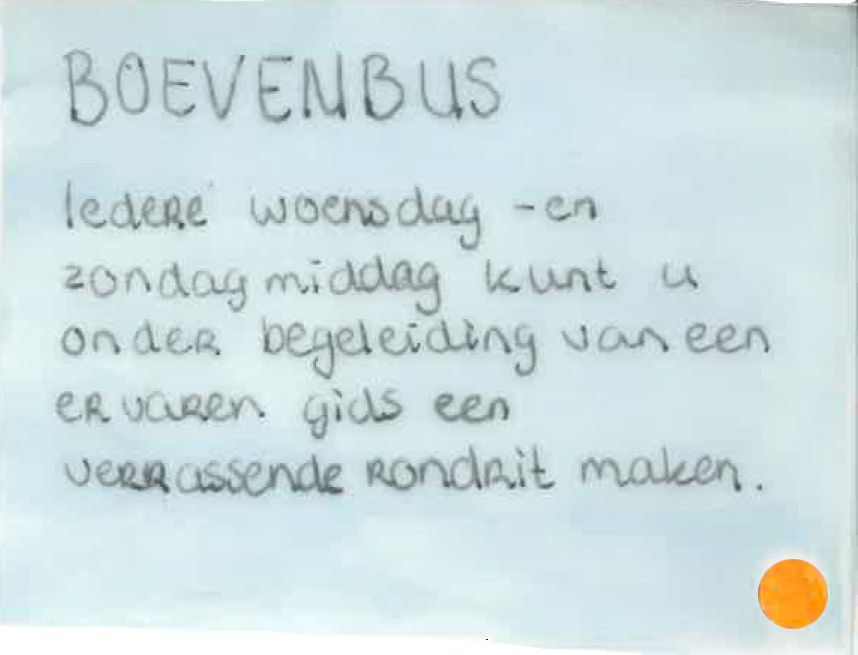 BOEVENBUS
Iedere woensdag -en
zondagmiddag kunt u
onder begeleiding van een
ervaren gids een
verrassende rondrit maken.